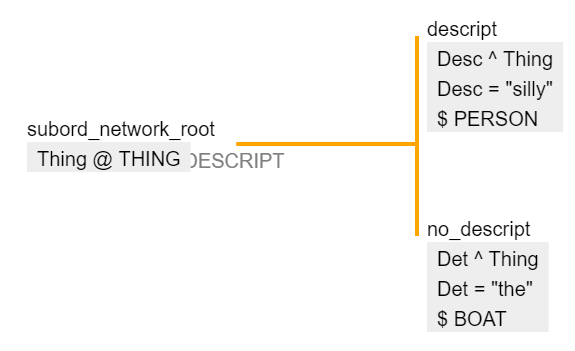 descript
Desc ^ Thing
Desc = "silly"
$ PERSON
subord_network_root
Thing @ THING
DESCRIPT
no_descript
Det ^ Thing
Det = "the"
$ BOAT